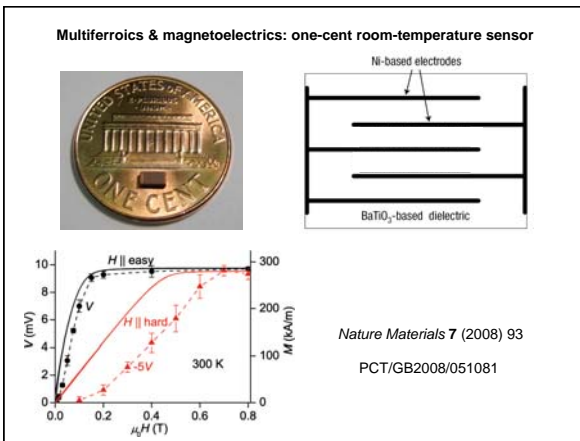 Multiferroics & magnetoelectrics: one-cent room-temperature sensor
UNITED STATES OF AMERICA
E PLURIBUS UNUM
ONE CENT
Ni-based electrodes
BaTiO3-based dielectric
V (mV)
10
8
6
4
2
0
H || easy
V
H || hard
-5V
300 K
300
200
100
0
M (kA/m)
0.0 0.2 0.4 0.6 0.8
μ0H (T)
Nature Materials 7 (2008) 93
PCT/GB2008/051081